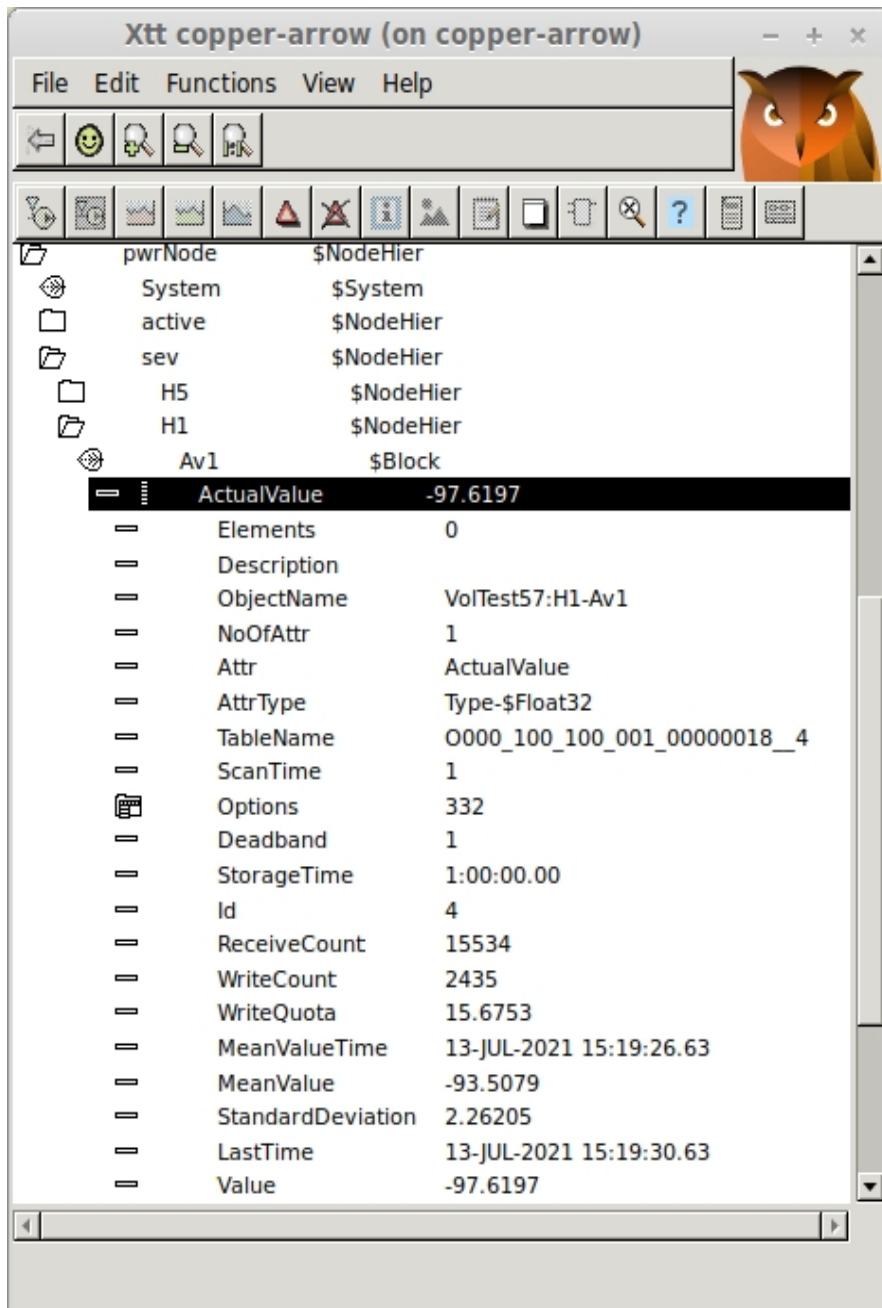 Xtt copper-arrow (on copper-arrow)
File Edit Functions View Help
pwrNode $NodeHier
System $System
active $NodeHier
sev $NodeHier
H5 $NodeHier
H1 $NodeHier
Av1 $Block
ActualValue -97.6197
Elements 0
Description
ObjectName VolTest57:H1-Av1
NoOfAttr 1
Attr ActualValue
AttrType Type-$Float32
TableName O000_100_100_001_00000018__4
ScanTime 1
Options 332
Deadband 1
StorageTime 1:00:00.00
Id 4
ReceiveCount 15534
WriteCount 2435
WriteQuota 15.6753
MeanValueTime 13-JUL-2021 15:19:26.63
MeanValue -93.5079
StandardDeviation 2.26205
LastTime 13-JUL-2021 15:19:30.63
Value -97.6197